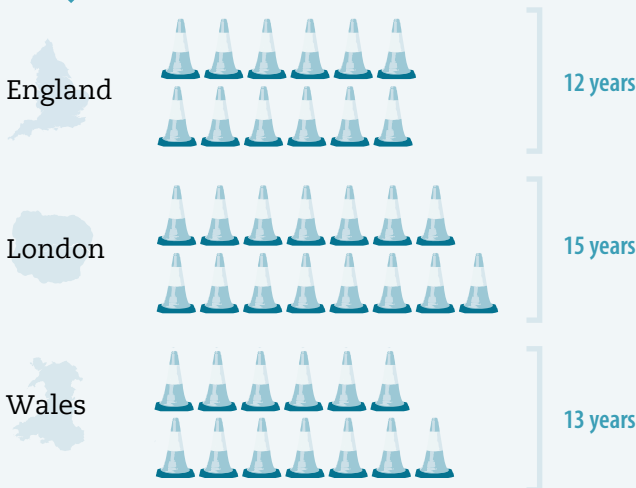 England
12 years
London
15 years
Wales
13 years